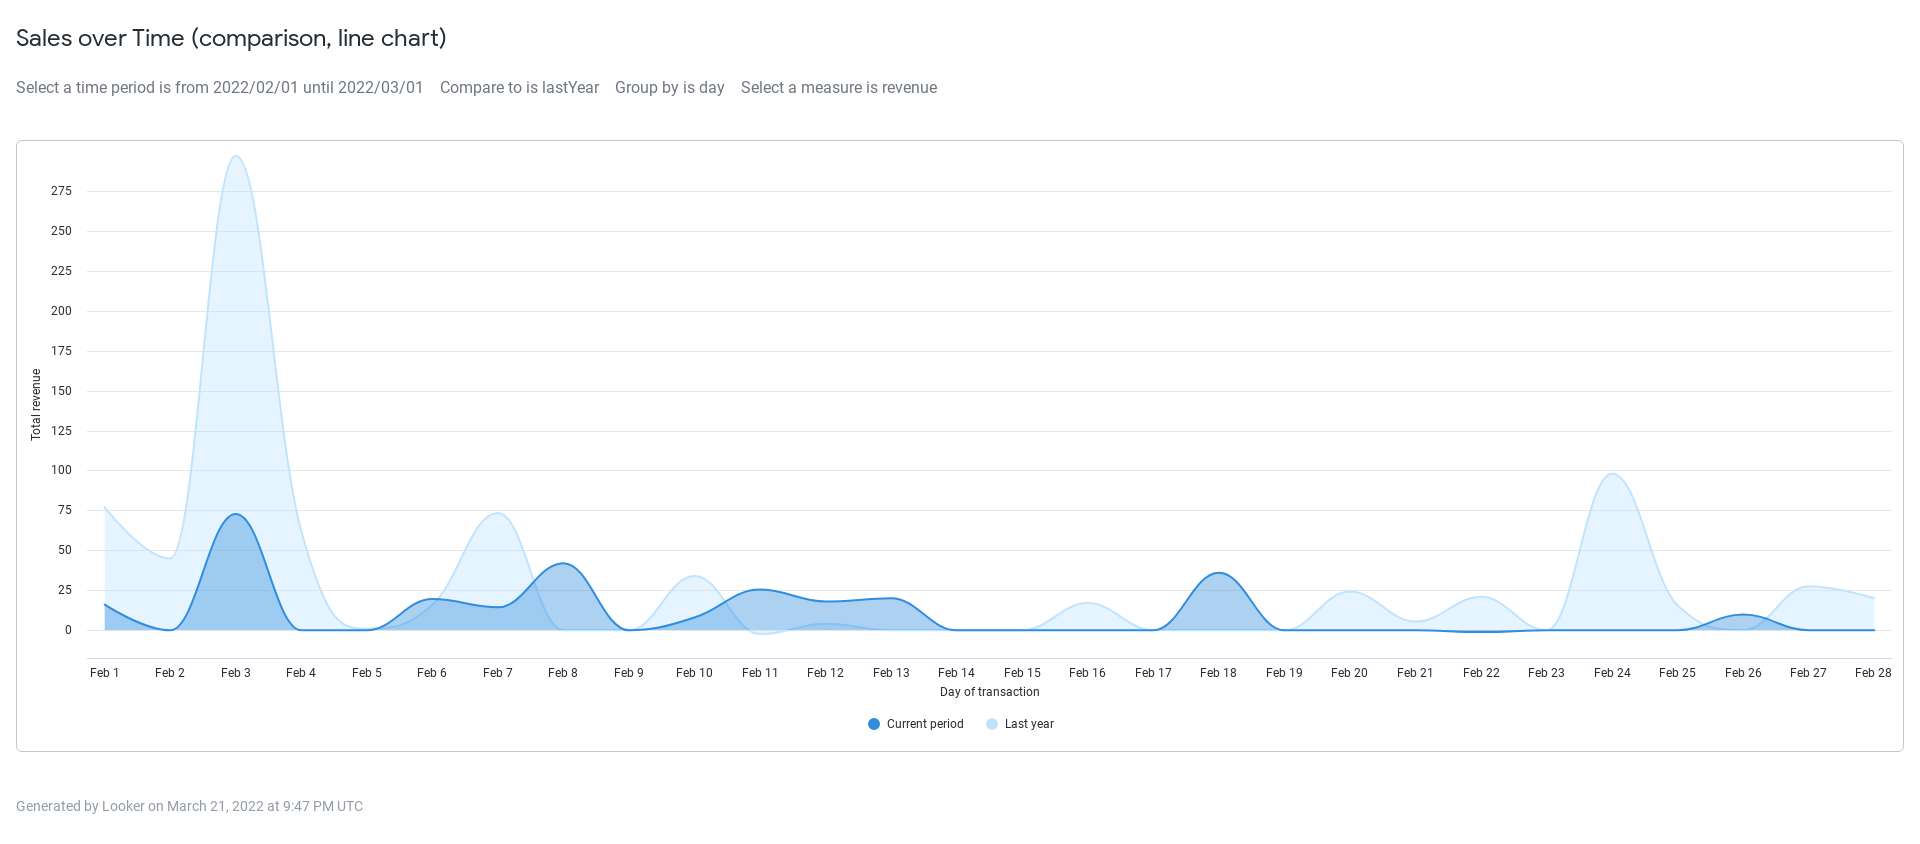 Sales over Time (comparison, line chart)
Select a time period is from 2022/02/01 until 2022/03/01 Compare to is lastYear Group by is day Select a measure is revenue
275
250
225
200
175
150
125
100
75
50
25
0
Total revenue
Feb 1 Feb 2 Feb 3 Feb 4 Feb 5 Feb 6 Feb 7 Feb 8 Feb 9 Feb 10 Feb 11 Feb 12 Feb 13 Feb 14 Feb 15 Feb 16 Feb 17 Feb 18 Feb 19 Feb 20 Feb 21 Feb 22 Feb 23 Feb 24 Feb 25 Feb 26 Feb 27 Feb 28
Day of transaction
Current period Last year
Generated by Looker on March 21, 2022 at 9:47 PM UTC